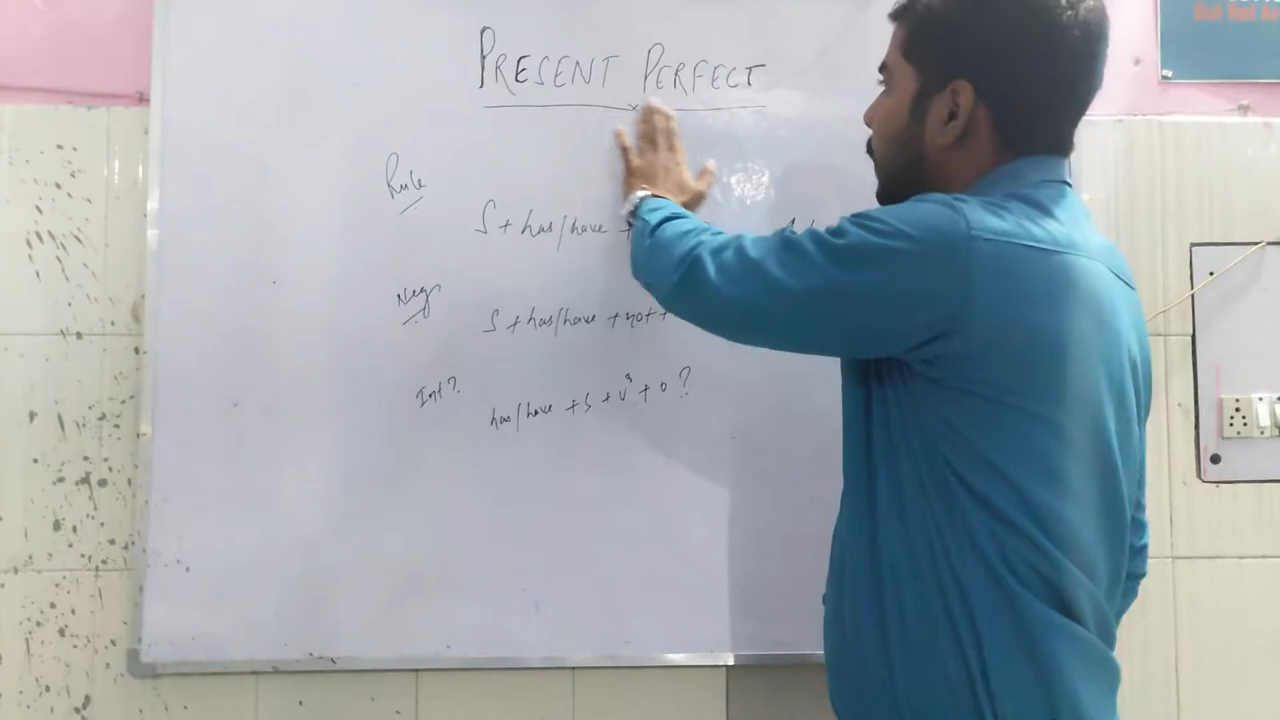 PRESENT PERFECT
Rule
S + has/have +
Neg
S + has/have + not +
Int?
has/have + S + V³ + O ?